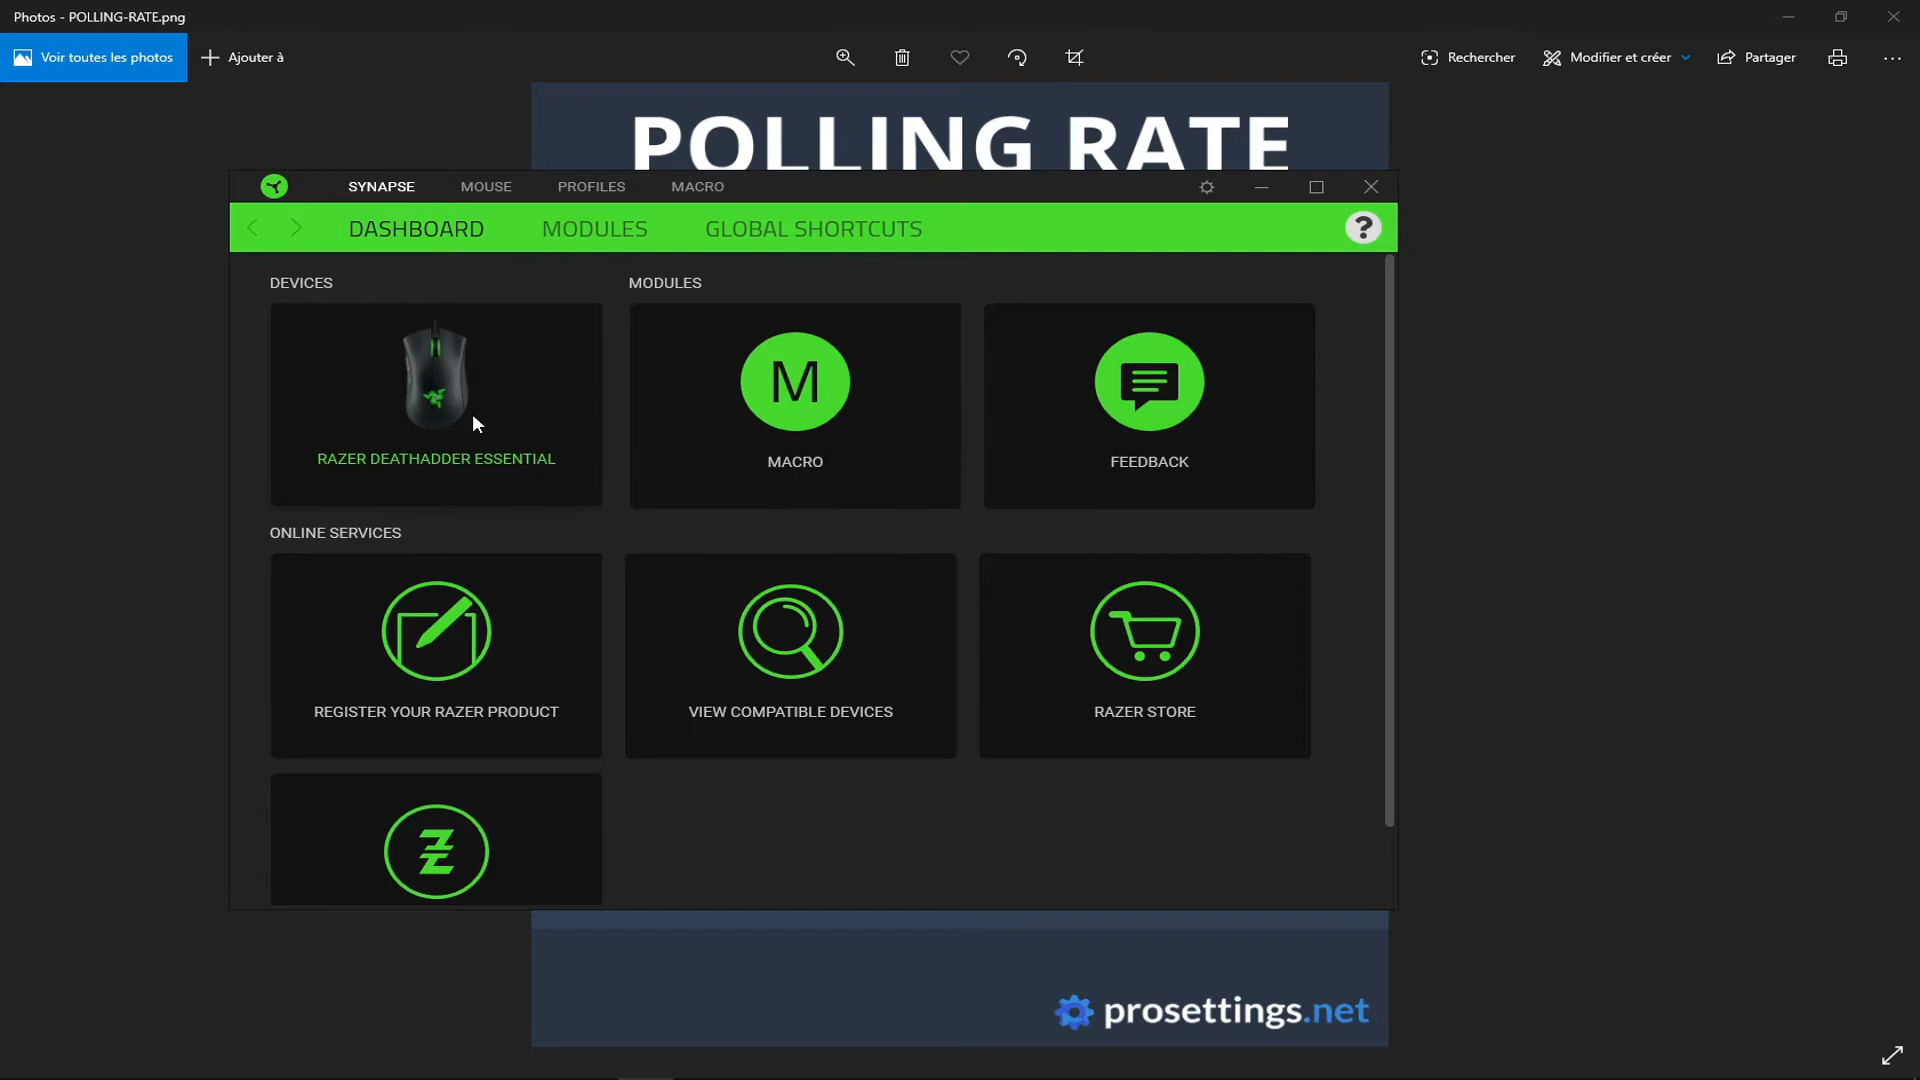 Photos - POLLING-RATE.png
Voir toutes les photos
Ajouter à
Rechercher
Modifier et créer
Partager
POLLING RATE
SYNAPSE
MOUSE
PROFILES
MACRO
DASHBOARD
MODULES
GLOBAL SHORTCUTS
?
DEVICES
MODULES
RAZER DEATHADDER ESSENTIAL
M
MACRO
FEEDBACK
ONLINE SERVICES
REGISTER YOUR RAZER PRODUCT
VIEW COMPATIBLE DEVICES
RAZER STORE
Z
prosettings.net